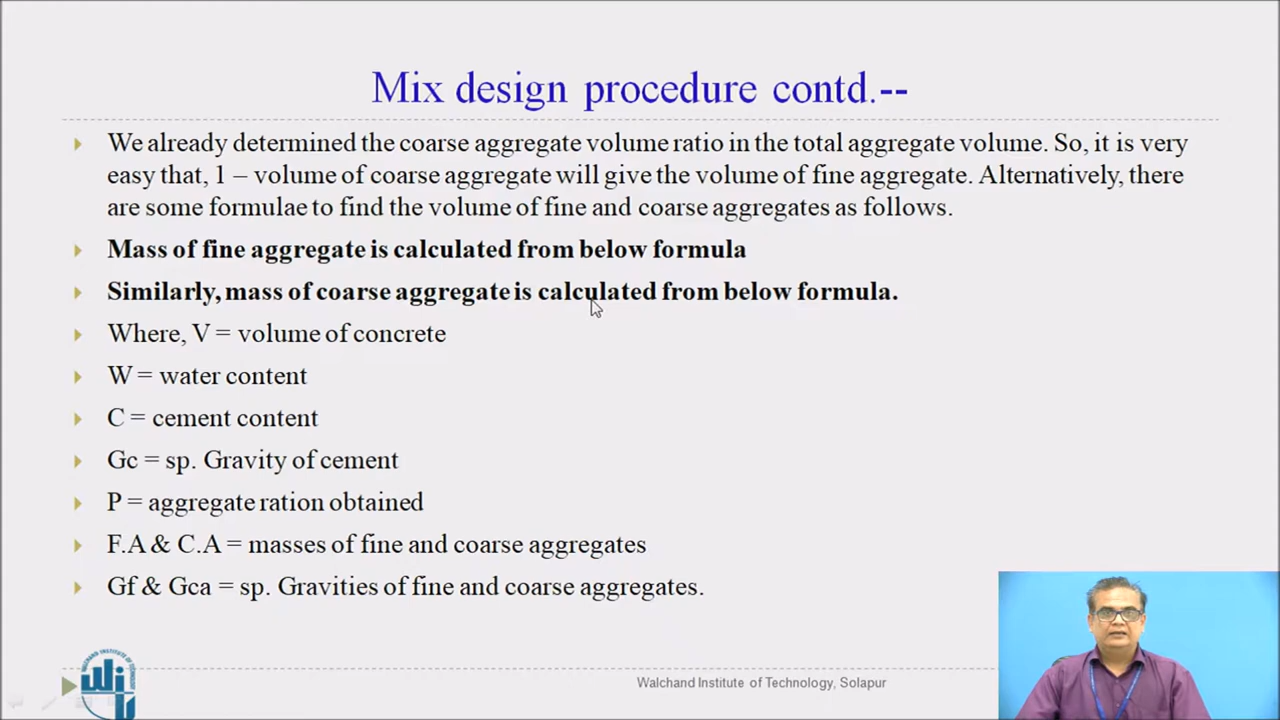 Mix design procedure contd.--
We already determined the coarse aggregate volume ratio in the total aggregate volume. So, it is very
easy that, 1 – volume of coarse aggregate will give the volume of fine aggregate. Alternatively, there
are some formulae to find the volume of fine and coarse aggregates as follows.
Mass of fine aggregate is calculated from below formula
Similarly, mass of coarse aggregate is calculated from below formula.
Where, V = volume of concrete
W = water content
C = cement content
Gc = sp. Gravity of cement
P = aggregate ration obtained
F.A & C.A = masses of fine and coarse aggregates
Gf & Gca = sp. Gravities of fine and coarse aggregates.
WALCHAND INSTITUTE OF TECHNOLOGY
Walchand Institute of Technology, Solapur